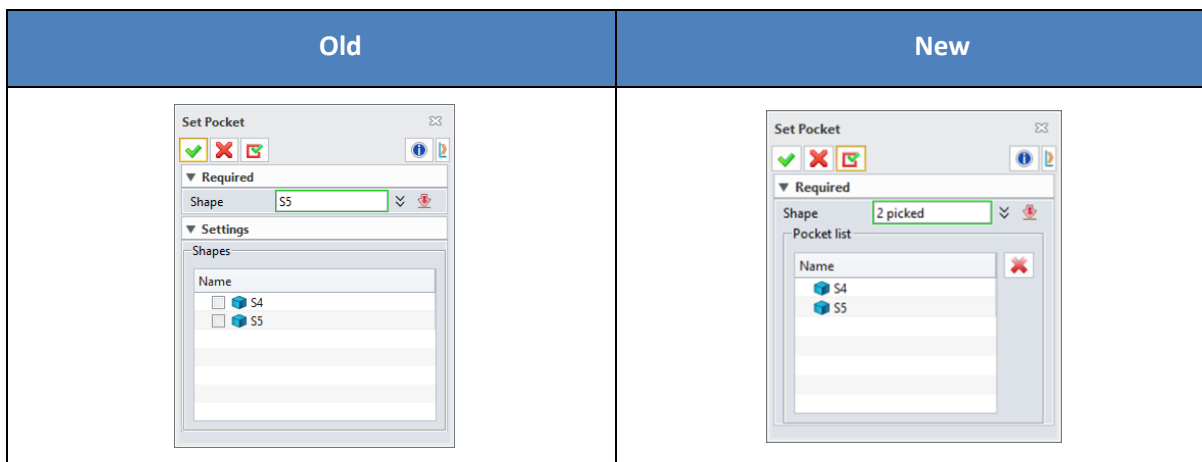 Old
New
Set Pocket
Required
Shape S5
Settings
Shapes
Name
S4
S5
Set Pocket
Required
Shape 2 picked
Pocket list
Name
S4
S5